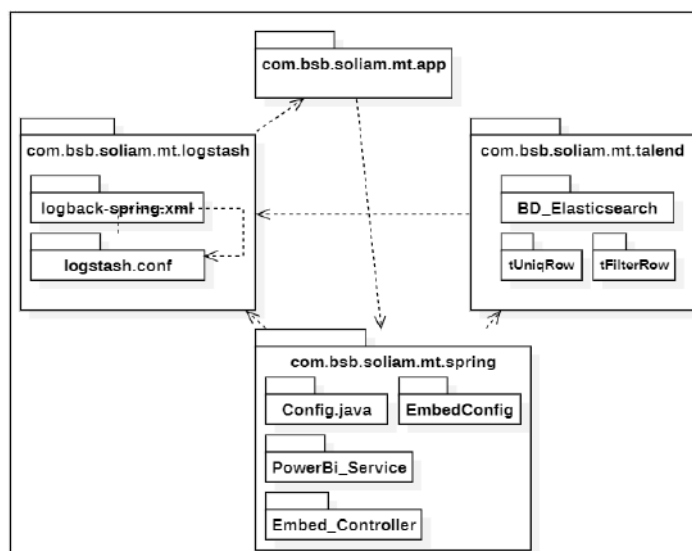 com.bsb.soliam.mt.app
com.bsb.soliam.mt.logstash
logback-spring.xml
logstash.conf
com.bsb.soliam.mt.talend
BD_Elasticsearch
tUniqRow
tFilterRow
com.bsb.soliam.mt.spring
Config.java
EmbedConfig
PowerBi_Service
Embed_Controller